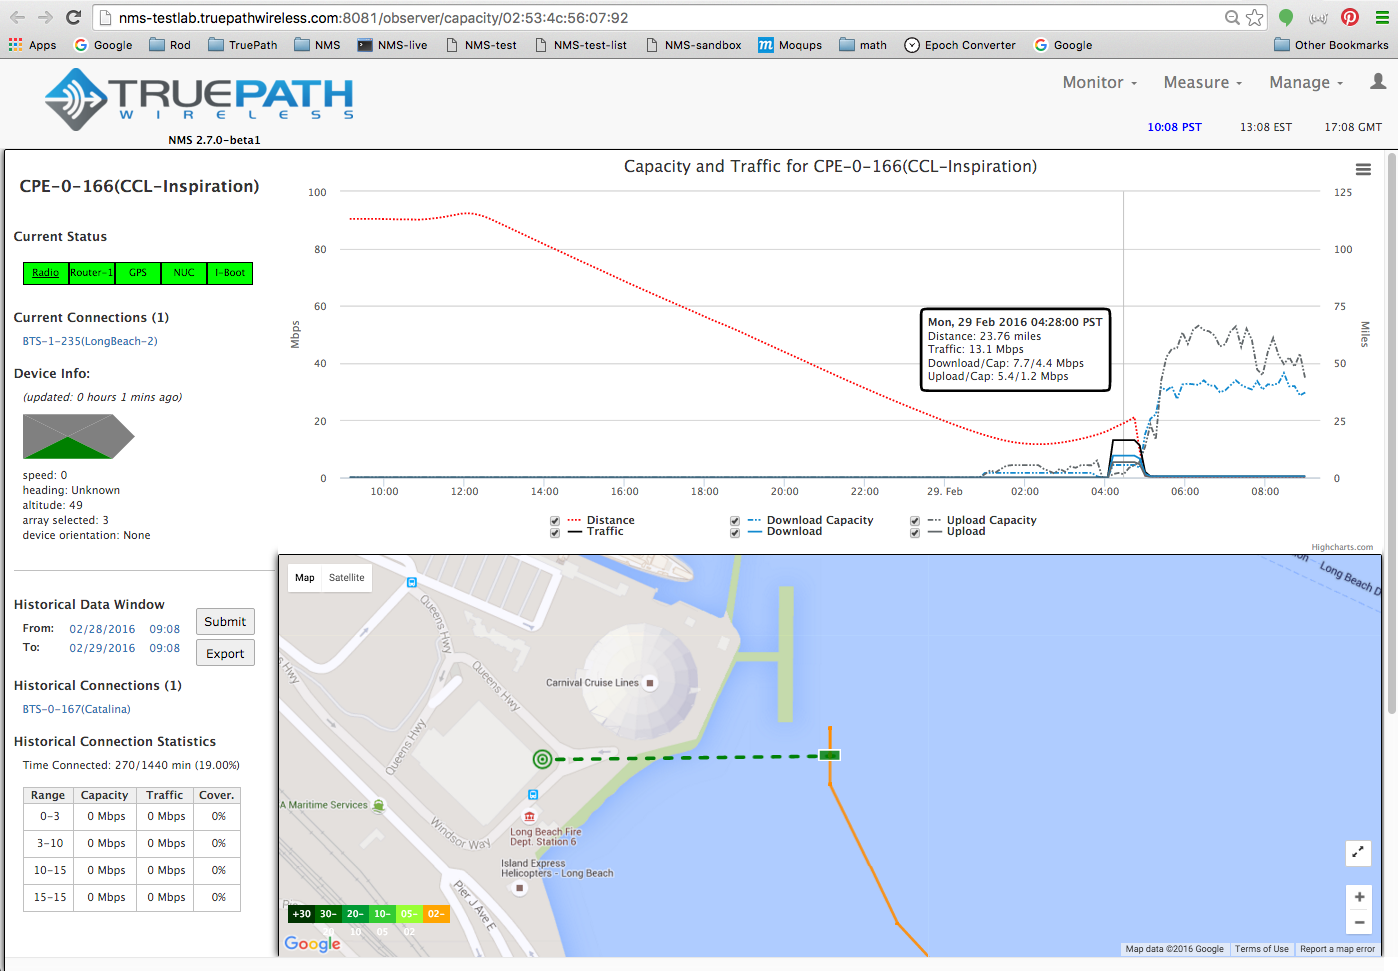 nms-testlab.truepathwireless.com:8081/observer/capacity/02:53:4c:56:07:92
Apps Google Rod TruePath NMS NMS-live NMS-test NMS-test-list NMS-sandbox Moqups math Epoch Converter Google Other Bookmarks
TRUEPATH
WIRELESS
NMS 2.7.0-beta1
Monitor Measure Manage
10:08 PST 13:08 EST 17:08 GMT
CPE-0-166(CCL-Inspiration)
Current Status
Radio Router-1 GPS NUC I-Boot
Current Connections (1)
BTS-1-235(LongBeach-2)
Device Info:
(updated: 0 hours 1 mins ago)
speed: 0
heading: Unknown
altitude: 49
array selected: 3
device orientation: None
Historical Data Window
From: 02/28/2016 09:08
To: 02/29/2016 09:08
Submit
Export
Historical Connections (1)
BTS-0-167(Catalina)
Historical Connection Statistics
Time Connected: 270/1440 min (19.00%)
Range Capacity Traffic Cover.
0-3 0 Mbps 0 Mbps 0%
3-10 0 Mbps 0 Mbps 0%
10-15 0 Mbps 0 Mbps 0%
15-15 0 Mbps 0 Mbps 0%
Capacity and Traffic for CPE-0-166(CCL-Inspiration)
100
80
60
40
20
0
Mbps
125
100
75
50
25
0
Miles
Mon, 29 Feb 2016 04:28:00 PST
Distance: 23.76 miles
Traffic: 13.1 Mbps
Download/Cap: 7.7/4.4 Mbps
Upload/Cap: 5.4/1.2 Mbps
10:00 12:00 14:00 16:00 18:00 20:00 22:00 29. Feb 02:00 04:00 06:00 08:00
Distance Download Capacity Upload Capacity
Traffic Download Upload
Highcharts.com
Map Satellite
Queens Hwy
Queens Hwy
Queens Hwy
Hwy
Carnival Cruise Lines
A Maritime Services
Windsor Way
Long Beach Fire
Dept. Station 6
Island Express
Helicopters - Long Beach
Pier J Ave E
Long Beach D
+30 30- 20- 10- 05- 02-
20 10 05 02
Google
Map data ©2016 Google Terms of Use Report a map error